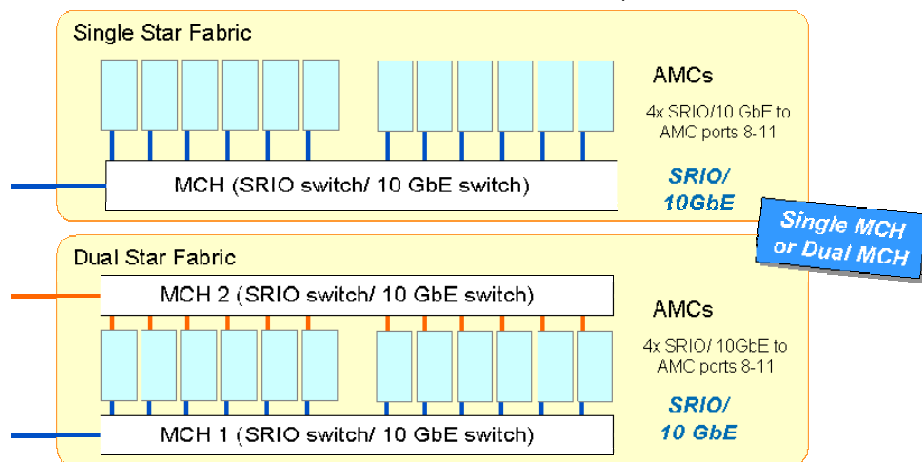 Single Star Fabric
AMCs
4x SRIO/10 GbE to
AMC ports 8-11
MCH (SRIO switch/ 10 GbE switch)
SRIO/
10GbE
Single MCH
or Dual MCH
Dual Star Fabric
MCH 2 (SRIO switch/ 10 GbE switch)
AMCs
4x SRIO/ 10GbE to
AMC ports 8-11
SRIO/
10 GbE
MCH 1 (SRIO switch/ 10 GbE switch)